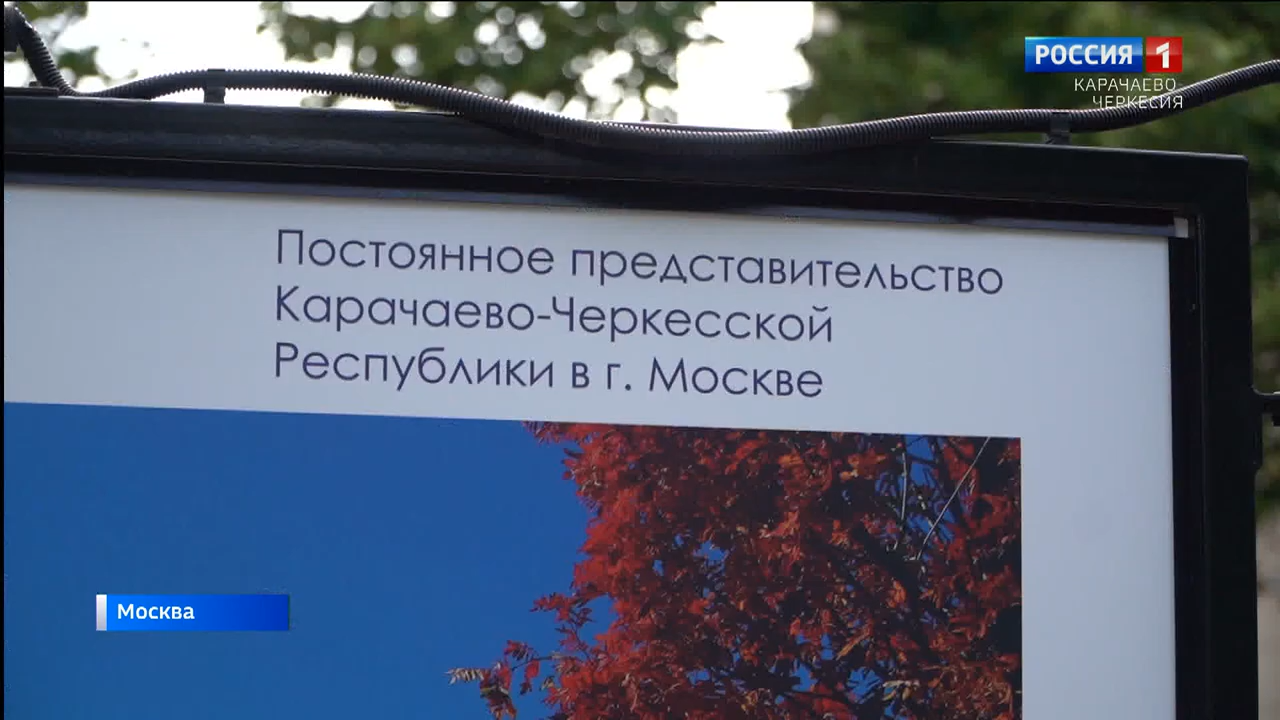 РОССИЯ 1
КАРАЧАЕВО-
ЧЕРКЕСИЯ
Постоянное представительство
Карачаево-Черкесской
Республики в г. Москве
Москва